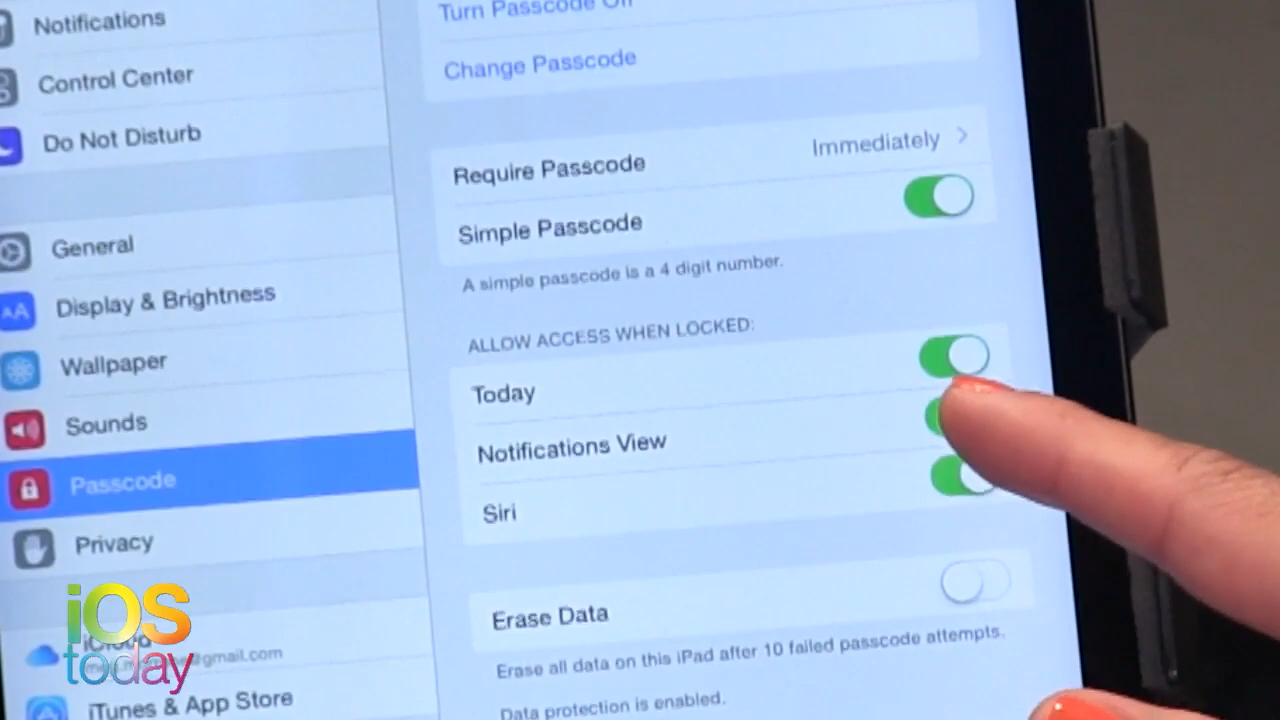 Notifications
Control Center
Do Not Disturb
General
Display & Brightness
Wallpaper
Sounds
Passcode
Privacy
iCloud
@gmail.com
iTunes & App Store
Turn Passcode Off
Change Passcode
Require Passcode Immediately
Simple Passcode
A simple passcode is a 4 digit number.
ALLOW ACCESS WHEN LOCKED:
Today
Notifications View
Siri
Erase Data
Erase all data on this iPad after 10 failed passcode attempts.
Data protection is enabled.
iOS
today